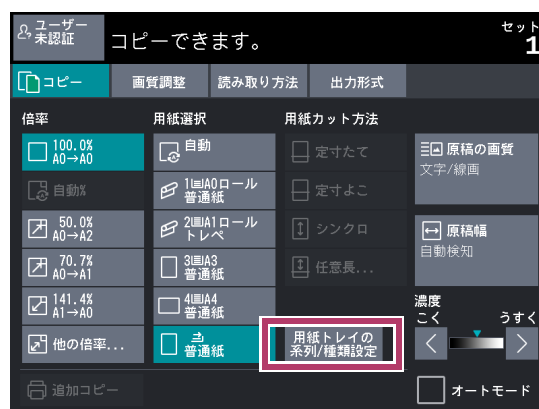 ユーザー
未認証
コピーできます。
セット
1
コピー
画質調整
読み取り方法
出力形式
倍率
用紙選択
用紙カット方法
100.0%
A0→A0
自動
定寸たて
原稿の画質
文字/線画
自動%
1 A0ロール
普通紙
定寸よこ
50.0%
A0→A2
2 A1ロール
トレペ
シンクロ
原稿幅
自動検知
70.7%
A0→A1
3 A3
普通紙
任意長...
141.4%
A1→A0
4 A4
普通紙
濃度
こく
うすく
他の倍率...
普通紙
用紙トレイの
系列/種類設定
追加コピー
オートモード